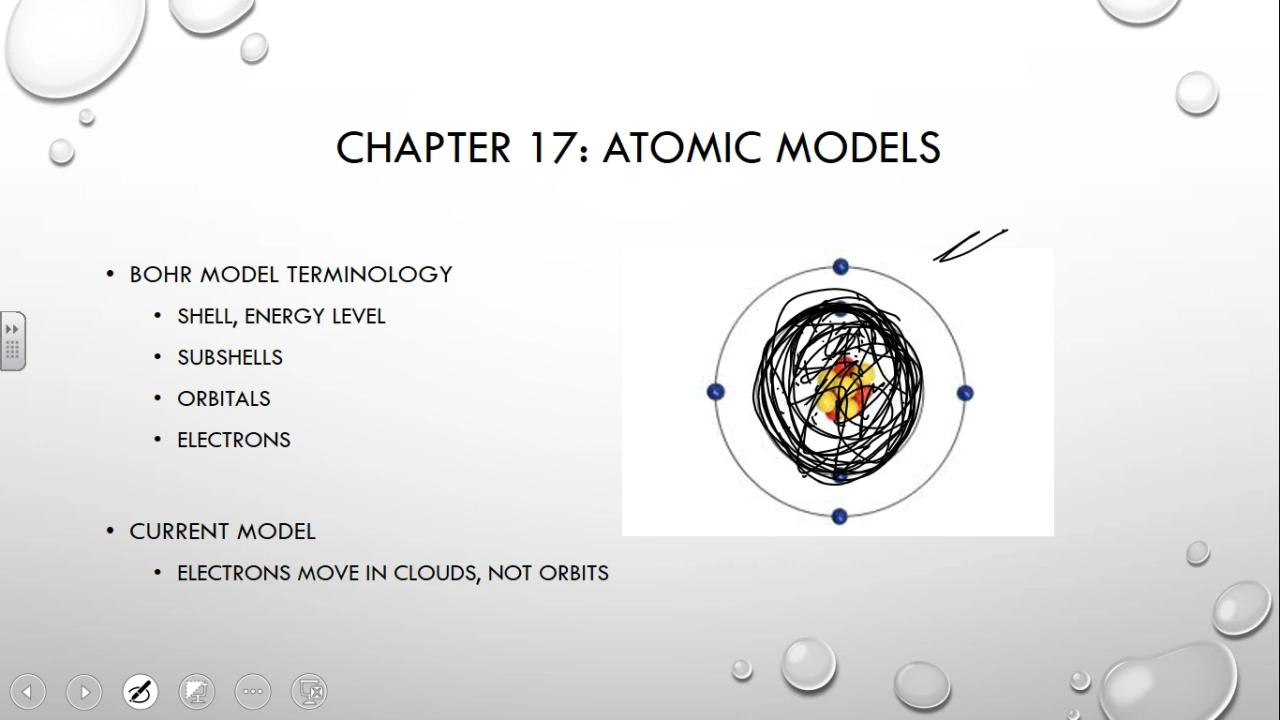 CHAPTER 17: ATOMIC MODELS
• BOHR MODEL TERMINOLOGY
• SHELL, ENERGY LEVEL
• SUBSHELLS
• ORBITALS
• ELECTRONS
• CURRENT MODEL
• ELECTRONS MOVE IN CLOUDS, NOT ORBITS